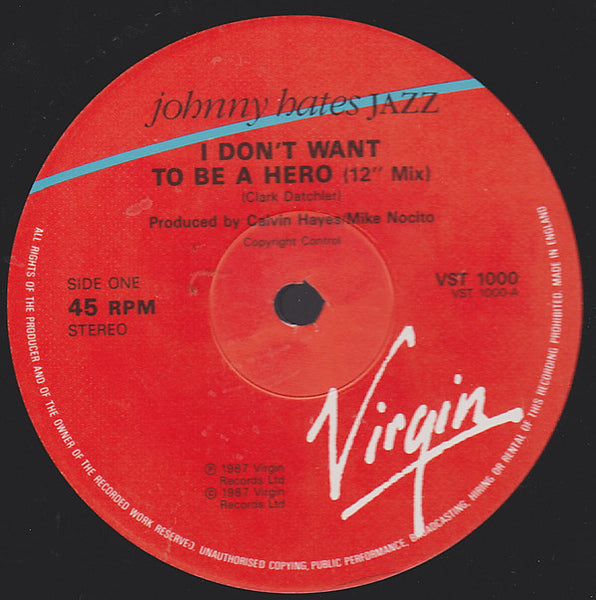 johnny hates JAZZ
I DON'T WANT
TO BE A HERO (12" Mix)
(Clark Datchler)
Produced by Calvin Hayes/Mike Nocito
Copyright Control
SIDE ONE
45 RPM
STEREO
VST 1000
VST 1000-A
Virgin
℗ 1987 Virgin
Records Ltd
© 1987 Virgin
Records Ltd
ALL RIGHTS OF THE PRODUCER AND OF THE OWNER OF THE RECORDED WORK RESERVED. UNAUTHORISED COPYING, PUBLIC PERFORMANCE, BROADCASTING, HIRING OR RENTAL OF THIS RECORDING PROHIBITED. MADE IN ENGLAND